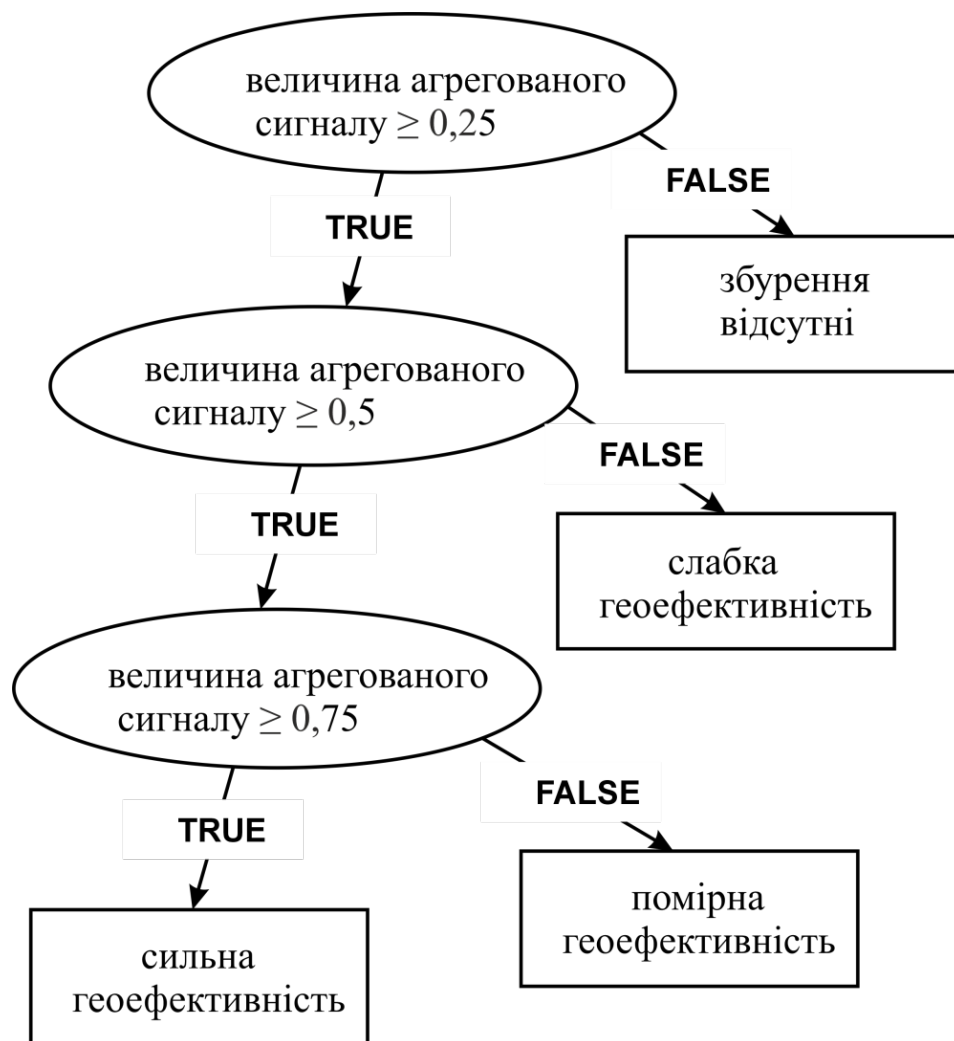 величина агрегованого
сигналу ≥ 0,25
FALSE
TRUE
збурення
відсутні
величина агрегованого
сигналу ≥ 0,5
FALSE
TRUE
слабка
геоефективність
величина агрегованого
сигналу ≥ 0,75
FALSE
TRUE
помірна
геоефективність
сильна
геоефективність